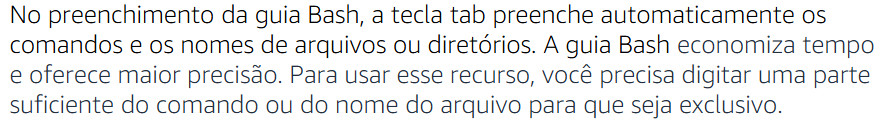 No preenchimento da guia Bash, a tecla tab preenche automaticamente os
comandos e os nomes de arquivos ou diretórios. A guia Bash economiza tempo
e oferece maior precisão. Para usar esse recurso, você precisa digitar uma parte
suficiente do comando ou do nome do arquivo para que seja exclusivo.